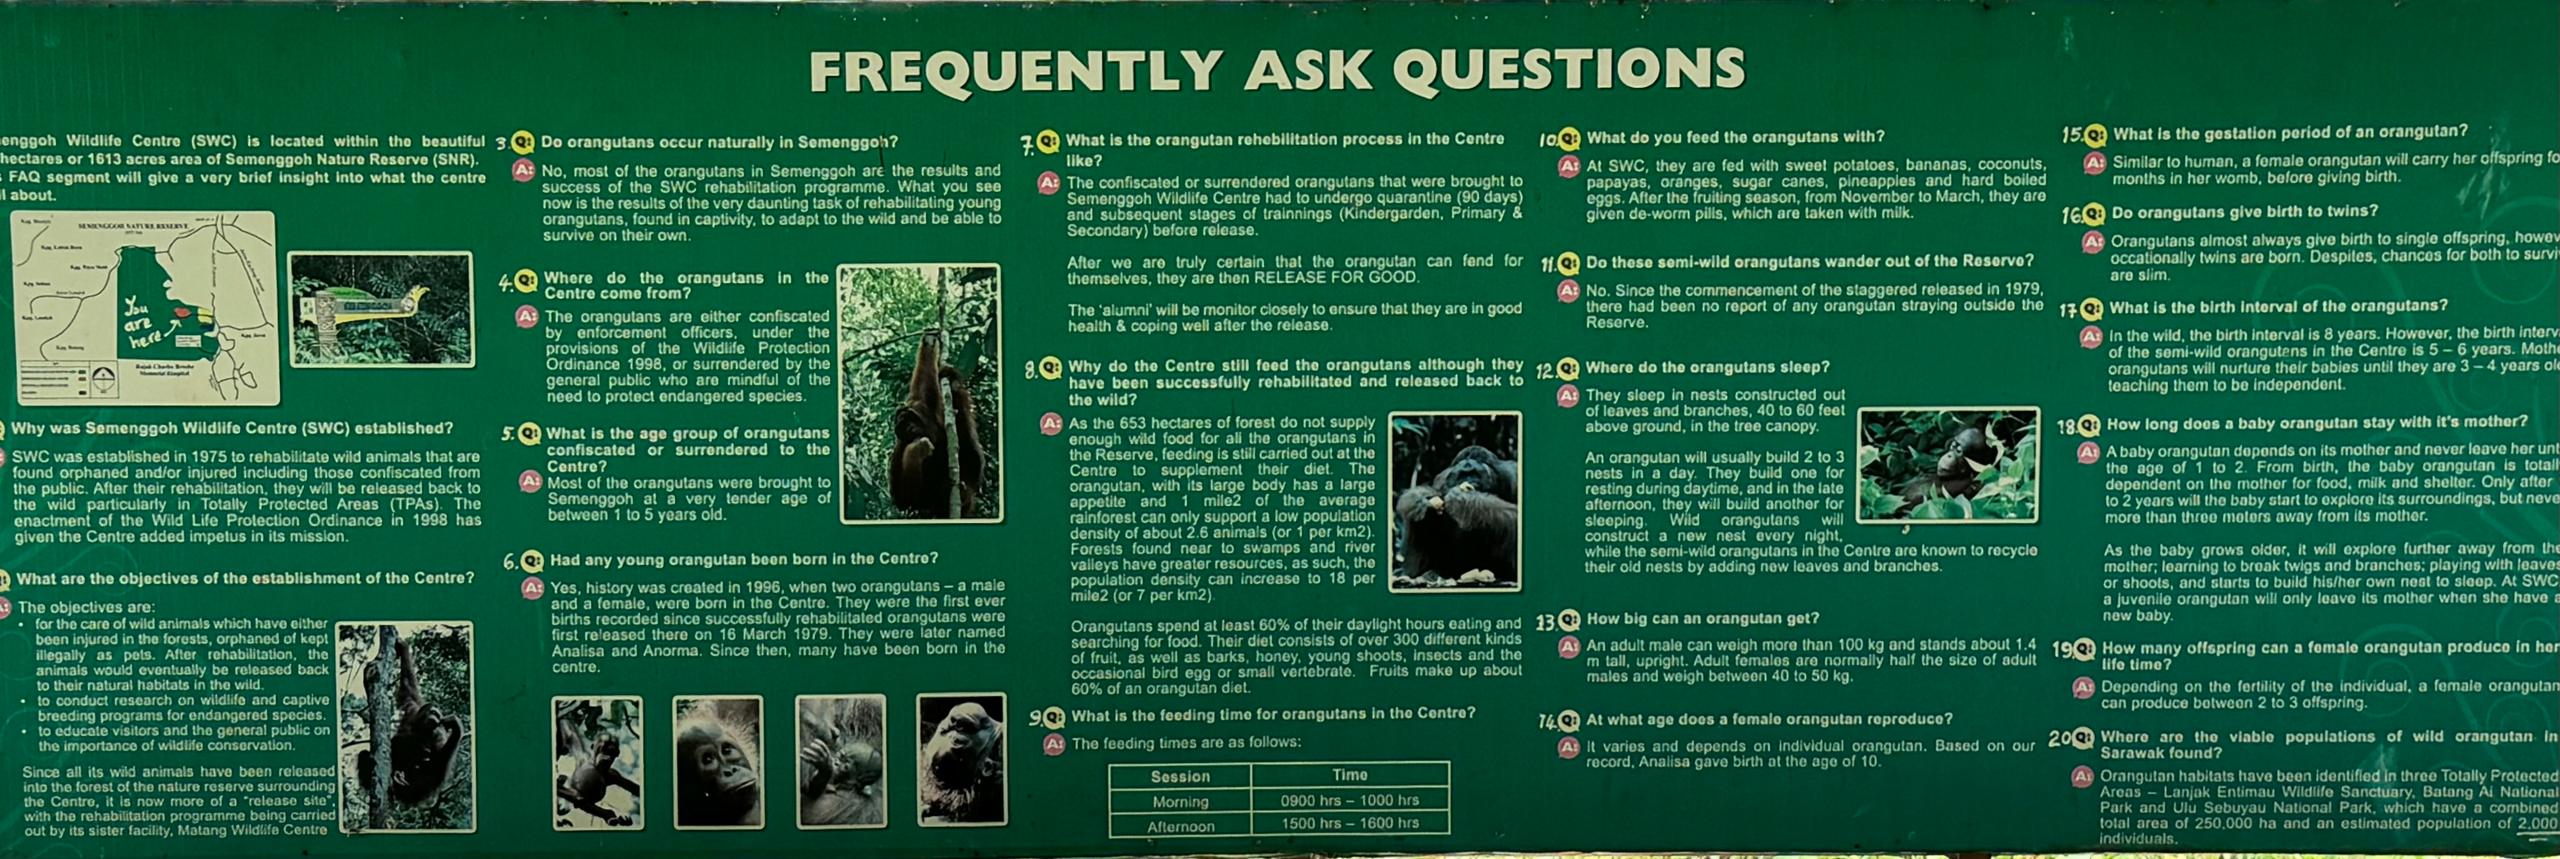 FREQUENTLY ASK QUESTIONS
enggoh Wildlife Centre (SWC) is located within the beautiful
hectares or 1613 acres area of Semenggoh Nature Reserve (SNR).
FAQ segment will give a very brief insight into what the centre
about.
SEMENGGOH NATURE RESERVE
You
are
here
Rajah Charles Brooke
Memorial Hospital
Why was Semenggoh Wildlife Centre (SWC) established?
SWC was established in 1975 to rehabilitate wild animals that are
found orphaned and/or injured including those confiscated from
the public. After their rehabilitation, they will be released back to
the wild particularly in Totally Protected Areas (TPAs). The
enactment of the Wild Life Protection Ordinance in 1998 has
given the Centre added impetus in its mission.
What are the objectives of the establishment of the Centre?
The objectives are:
• for the care of wild animals which have either
been injured in the forests, orphaned of kept
illegally as pets. After rehabilitation, the
animals would eventually be released back
to their natural habitats in the wild.
• to conduct research on wildlife and captive
breeding programs for endangered species.
• to educate visitors and the general public on
the importance of wildlife conservation.
Since all its wild animals have been released
into the forest of the nature reserve surrounding
the Centre, it is now more of a "release site",
with the rehabilitation programme being carried
out by its sister facility, Matang Wildlife Centre
3. Q: Do orangutans occur naturally in Semenggoh?
A: No, most of the orangutans in Semenggoh are the results and
success of the SWC rehabilitation programme. What you see
now is the results of the very daunting task of rehabilitating young
orangutans, found in captivity, to adapt to the wild and be able to
survive on their own.
4. Q: Where do the orangutans in the
Centre come from?
A: The orangutans are either confiscated
by enforcement officers, under the
provisions of the Wildlife Protection
Ordinance 1998, or surrendered by the
general public who are mindful of the
need to protect endangered species.
5. Q: What is the age group of orangutans
confiscated or surrendered to the
Centre?
A: Most of the orangutans were brought to
Semenggoh at a very tender age of
between 1 to 5 years old.
6. Q: Had any young orangutan been born in the Centre?
A: Yes, history was created in 1996, when two orangutans – a male
and a female, were born in the Centre. They were the first ever
births recorded since successfully rehabilitated orangutans were
first released there on 16 March 1979. They were later named
Analisa and Anorma. Since then, many have been born in the
centre.
7. Q: What is the orangutan rehebilitation process in the Centre
like?
A: The confiscated or surrendered orangutans that were brought to
Semenggoh Wildlife Centre had to undergo quarantine (90 days)
and subsequent stages of trainnings (Kindergarden, Primary &
Secondary) before release.
After we are truly certain that the orangutan can fend for
themselves, they are then RELEASE FOR GOOD.
The 'alumni' will be monitor closely to ensure that they are in good
health & coping well after the release.
8. Q: Why do the Centre still feed the orangutans although they
have been successfully rehabilitated and released back to
the wild?
A: As the 653 hectares of forest do not supply
enough wild food for all the orangutans in
the Reserve, feeding is still carried out at the
Centre to supplement their diet. The
orangutan, with its large body has a large
appetite and 1 mile2 of the average
rainforest can only support a low population
density of about 2.6 animals (or 1 per km2).
Forests found near to swamps and river
valleys have greater resources, as such, the
population density can increase to 18 per
mile2 (or 7 per km2).
Orangutans spend at least 60% of their daylight hours eating and
searching for food. Their diet consists of over 300 different kinds
of fruit, as well as barks, honey, young shoots, insects and the
occasional bird egg or small vertebrate. Fruits make up about
60% of an orangutan diet.
9. Q: What is the feeding time for orangutans in the Centre?
A: The feeding times are as follows:
Session Time
Morning 0900 hrs – 1000 hrs
Afternoon 1500 hrs – 1600 hrs
10. Q: What do you feed the orangutans with?
A: At SWC, they are fed with sweet potatoes, bananas, coconuts,
papayas, oranges, sugar canes, pineapples and hard boiled
eggs. After the fruiting season, from November to March, they are
given de-worm pills, which are taken with milk.
11. Q: Do these semi-wild orangutans wander out of the Reserve?
A: No. Since the commencement of the staggered released in 1979,
there had been no report of any orangutan straying outside the
Reserve.
12. Q: Where do the orangutans sleep?
A: They sleep in nests constructed out
of leaves and branches, 40 to 60 feet
above ground, in the tree canopy.
An orangutan will usually build 2 to 3
nests in a day. They build one for
resting during daytime, and in the late
afternoon, they will build another for
sleeping. Wild orangutans will
construct a new nest every night,
while the semi-wild orangutans in the Centre are known to recycle
their old nests by adding new leaves and branches.
13. Q: How big can an orangutan get?
A: An adult male can weigh more than 100 kg and stands about 1.4
m tall, upright. Adult females are normally half the size of adult
males and weigh between 40 to 50 kg.
14. Q: At what age does a female orangutan reproduce?
A: It varies and depends on individual orangutan. Based on our
record, Analisa gave birth at the age of 10.
15. Q: What is the gestation period of an orangutan?
A: Similar to human, a female orangutan will carry her offspring fo
months in her womb, before giving birth.
16. Q: Do orangutans give birth to twins?
A: Orangutans almost always give birth to single offspring, howev
occationally twins are born. Despites, chances for both to survi
are slim.
17 Q: What is the birth interval of the orangutans?
A: In the wild, the birth interval is 8 years. However, the birth interv
of the semi-wild orangutans in the Centre is 5 – 6 years. Mothe
orangutans will nurture their babies until they are 3 – 4 years old
teaching them to be independent.
18. Q: How long does a baby orangutan stay with it's mother?
A: A baby orangutan depends on its mother and never leave her unt
the age of 1 to 2. From birth, the baby orangutan is totall
dependent on the mother for food, milk and shelter. Only after
to 2 years will the baby start to explore its surroundings, but neve
more than three meters away from its mother.
As the baby grows older, it will explore further away from the
mother; learning to break twigs and branches; playing with leaves
or shoots, and starts to build his/her own nest to sleep. At SWC
a juvenile orangutan will only leave its mother when she have a
new baby.
19. Q: How many offspring can a female orangutan produce in her
life time?
A: Depending on the fertility of the individual, a female orangutan
can produce between 2 to 3 offspring.
20 Q: Where are the viable populations of wild orangutan in
Sarawak found?
A: Orangutan habitats have been identified in three Totally Protected
Areas – Lanjak Entimau Wildlife Sanctuary, Batang Ai National
Park and Ulu Sebuyau National Park, which have a combined
total area of 250,000 ha and an estimated population of 2,000
individuals.